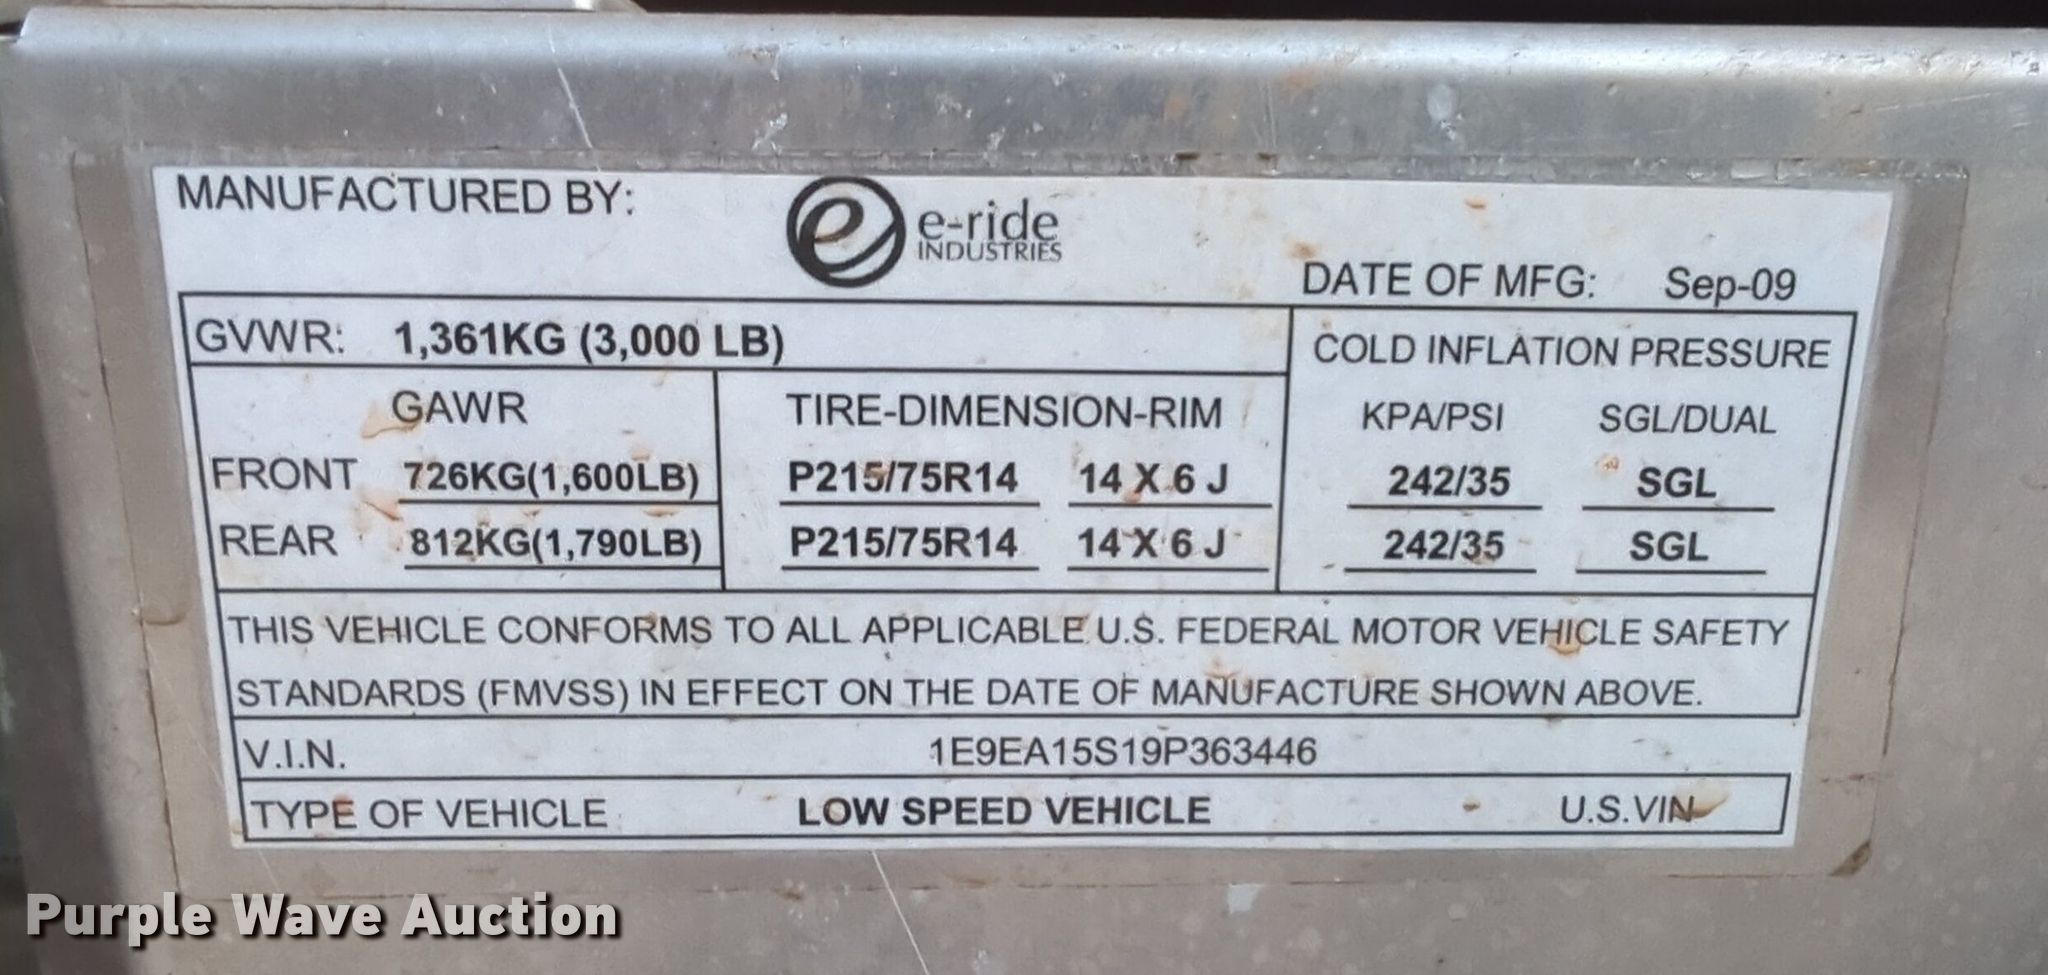 MANUFACTURED BY:
e-ride
INDUSTRIES
DATE OF MFG: Sep-09
GVWR: 1,361KG (3,000 LB)
COLD INFLATION PRESSURE
GAWR TIRE-DIMENSION-RIM KPA/PSI SGL/DUAL
FRONT 726KG(1,600LB) P215/75R14 14 X 6 J 242/35 SGL
REAR 812KG(1,790LB) P215/75R14 14 X 6 J 242/35 SGL
THIS VEHICLE CONFORMS TO ALL APPLICABLE U.S. FEDERAL MOTOR VEHICLE SAFETY
STANDARDS (FMVSS) IN EFFECT ON THE DATE OF MANUFACTURE SHOWN ABOVE.
V.I.N. 1E9EA15S19P363446
TYPE OF VEHICLE LOW SPEED VEHICLE U.S.VIN
Purple Wave Auction